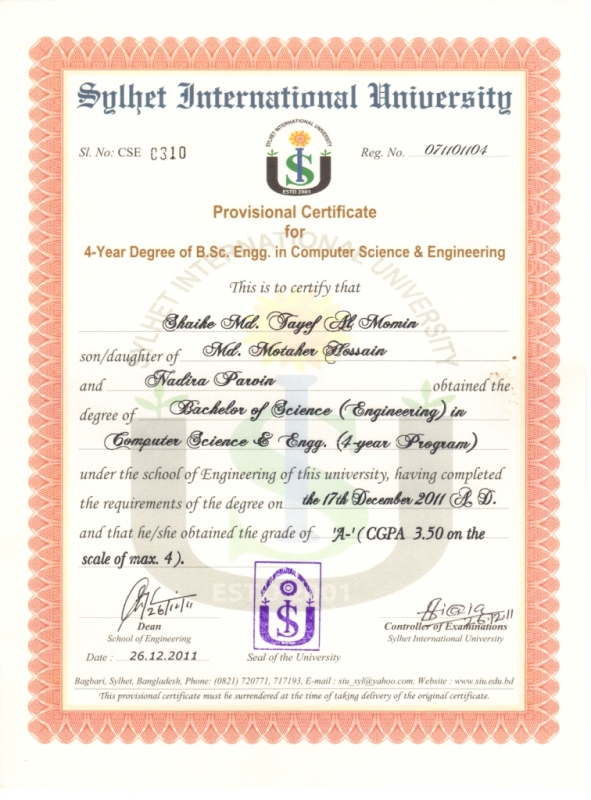 Sylhet International University
SYLHET INTERNATIONAL UNIVERSITY
ESTD 2001
Sl. No: CSE 0310
Reg. No. 071101104
Provisional Certificate
for
4-Year Degree of B.Sc. Engg. in Computer Science & Engineering
This is to certify that
Shaike Md. Tayef Al Momin
son/daughter of Md. Motaher Hossain
and Nadira Parvin obtained the
degree of Bachelor of Science (Engineering) in
Computer Science & Engg. (4-year Program)
under the school of Engineering of this university, having completed
the requirements of the degree on the 17th December 2011 A. D.
and that he/she obtained the grade of 'A-' ( CGPA 3.50 on the
scale of max. 4 ).
SYLHET INTERNATIONAL UNIVERSITY
ESTD 2001
26/12/11
26.12.11
Dean
School of Engineering
Controller of Examinations
Sylhet International University
Date : 26.12.2011
Seal of the University
Bagbari, Sylhet, Bangladesh, Phone: (0821) 720771, 717193, E-mail : siu_syl@yahoo.com, Website : www.siu.edu.bd
This provisional certificate must be surrendered at the time of taking delivery of the original certificate.